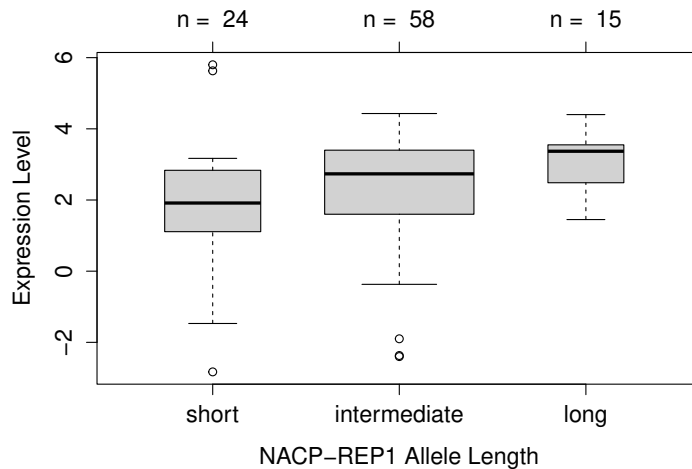 n = 24 n = 58 n = 15
6
4
2
0
−2
Expression Level
short intermediate long
NACP−REP1 Allele Length